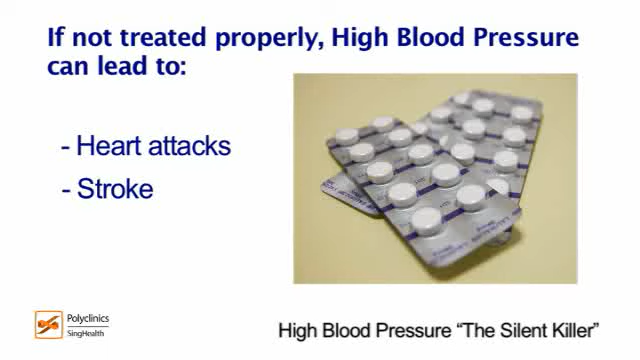 If not treated properly, High Blood Pressure
can lead to:
- Heart attacks
- Stroke
Polyclinics
SingHealth
High Blood Pressure “The Silent Killer”